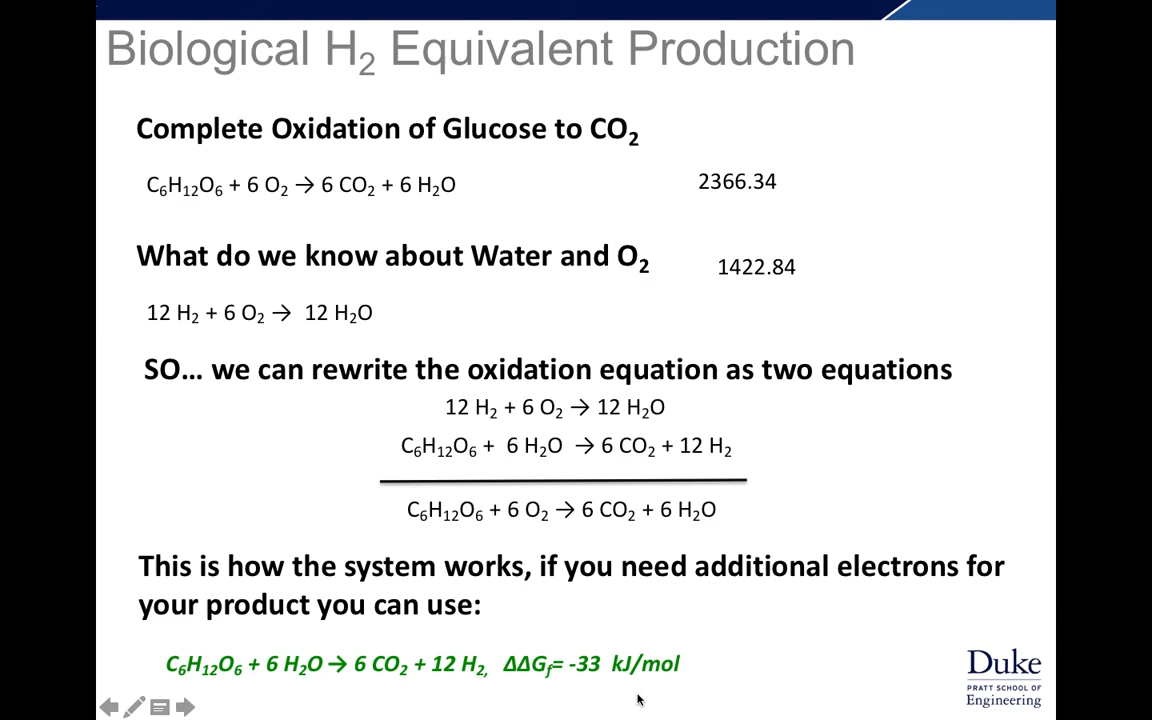 Biological H₂ Equivalent Production
Complete Oxidation of Glucose to CO₂
C₆H₁₂O₆ + 6 O₂ → 6 CO₂ + 6 H₂O
2366.34
What do we know about Water and O₂
1422.84
12 H₂ + 6 O₂ → 12 H₂O
SO... we can rewrite the oxidation equation as two equations
12 H₂ + 6 O₂ → 12 H₂O
C₆H₁₂O₆ + 6 H₂O → 6 CO₂ + 12 H₂
C₆H₁₂O₆ + 6 O₂ → 6 CO₂ + 6 H₂O
This is how the system works, if you need additional electrons for
your product you can use:
C₆H₁₂O₆ + 6 H₂O → 6 CO₂ + 12 H₂, ΔΔG_f= -33 kJ/mol
Duke
PRATT SCHOOL OF
Engineering